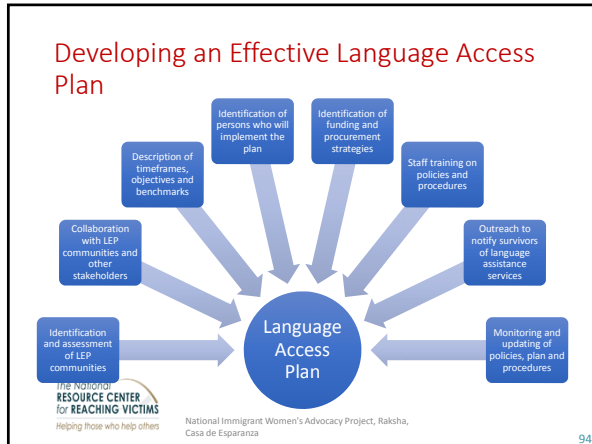 Developing an Effective Language Access
Plan
Identification
and assessment
of LEP
communities
Collaboration
with LEP
communities and
other
stakeholders
Description of
timeframes,
objectives and
benchmarks
Identification of
persons who will
implement the
plan
Identification of
funding and
procurement
strategies
Staff training on
policies and
procedures
Outreach to
notify survivors
of language
assistance
services
Monitoring and
updating of
policies, plan and
procedures
Language
Access
Plan
The National
RESOURCE CENTER
for REACHING VICTIMS
Helping those who help others
National Immigrant Women's Advocacy Project, Raksha,
Casa de Esparanza
94